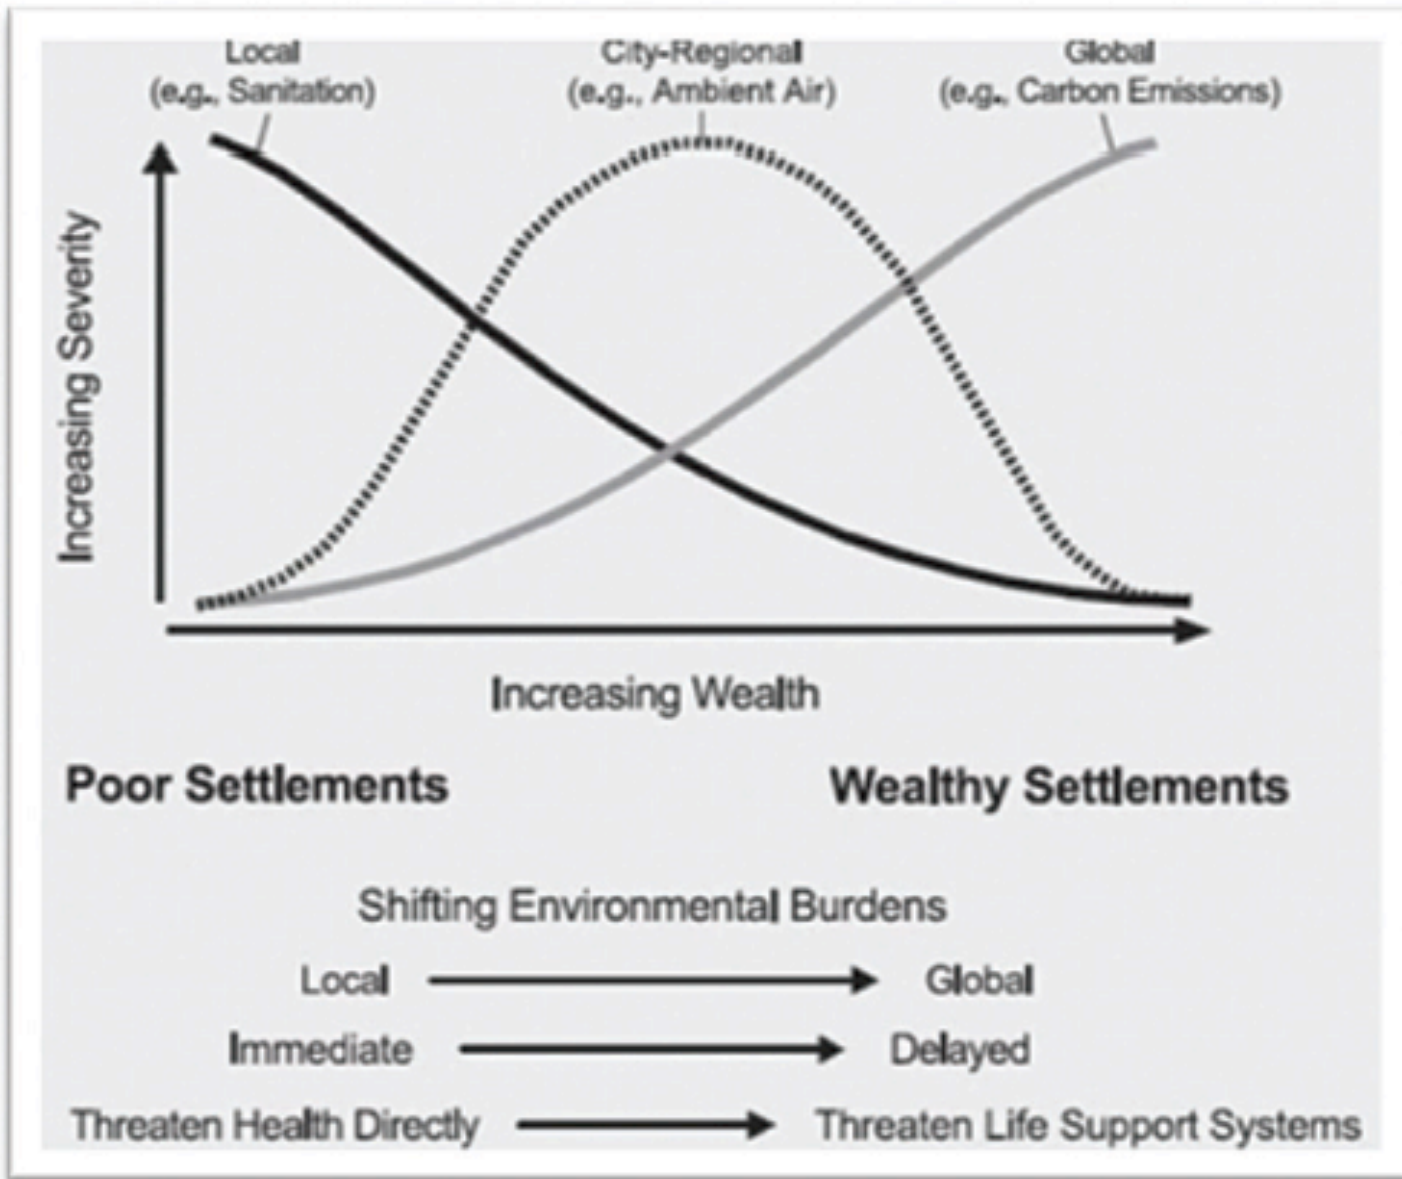 Local
(e.g., Sanitation)
City-Regional
(e.g., Ambient Air)
Global
(e.g., Carbon Emissions)
Increasing Severity
Increasing Wealth
Poor Settlements
Wealthy Settlements
Shifting Environmental Burdens
Local
Global
Immediate
Delayed
Threaten Health Directly
Threaten Life Support Systems